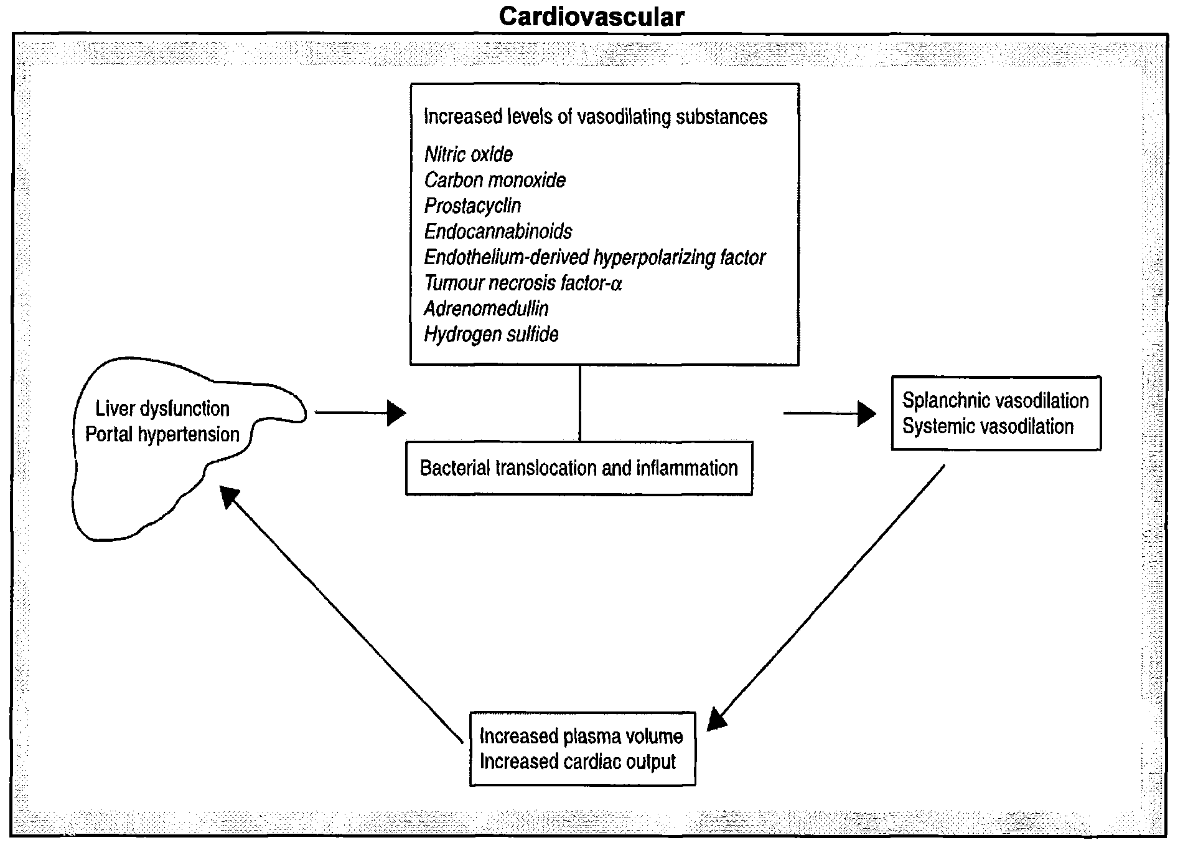 Cardiovascular
Increased levels of vasodilating substances
Nitric oxide
Carbon monoxide
Prostacyclin
Endocannabinoids
Endothelium-derived hyperpolarizing factor
Tumour necrosis factor-α
Adrenomedullin
Hydrogen sulfide
Liver dysfunction
Portal hypertension
Bacterial translocation and inflammation
Splanchnic vasodilation
Systemic vasodilation
Increased plasma volume
Increased cardiac output